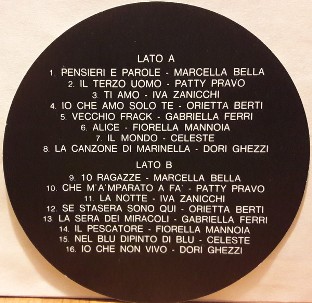 LATO A
1. PENSIERI E PAROLE - MARCELLA BELLA
2. IL TERZO UOMO - PATTY PRAVO
3. TI AMO - IVA ZANICCHI
4. IO CHE AMO SOLO TE - ORIETTA BERTI
5. VECCHIO FRACK - GABRIELLA FERRI
6. ALICE - FIORELLA MANNOIA
7. IL MONDO - CELESTE
8. LA CANZONE DI MARINELLA - DORI GHEZZI
LATO B
9. 10 RAGAZZE - MARCELLA BELLA
10. CHE M'A'MPARATO A FA' - PATTY PRAVO
11. LA NOTTE - IVA ZANICCHI
12. SE STASERA SONO QUI - ORIETTA BERTI
13 LA SERA DEI MIRACOLI - GABRIELLA FERRI
14. IL PESCATORE - FIORELLA MANNOIA
15. NEL BLU DIPINTO DI BLU - CELESTE
16. IO CHE NON VIVO - DORI GHEZZI